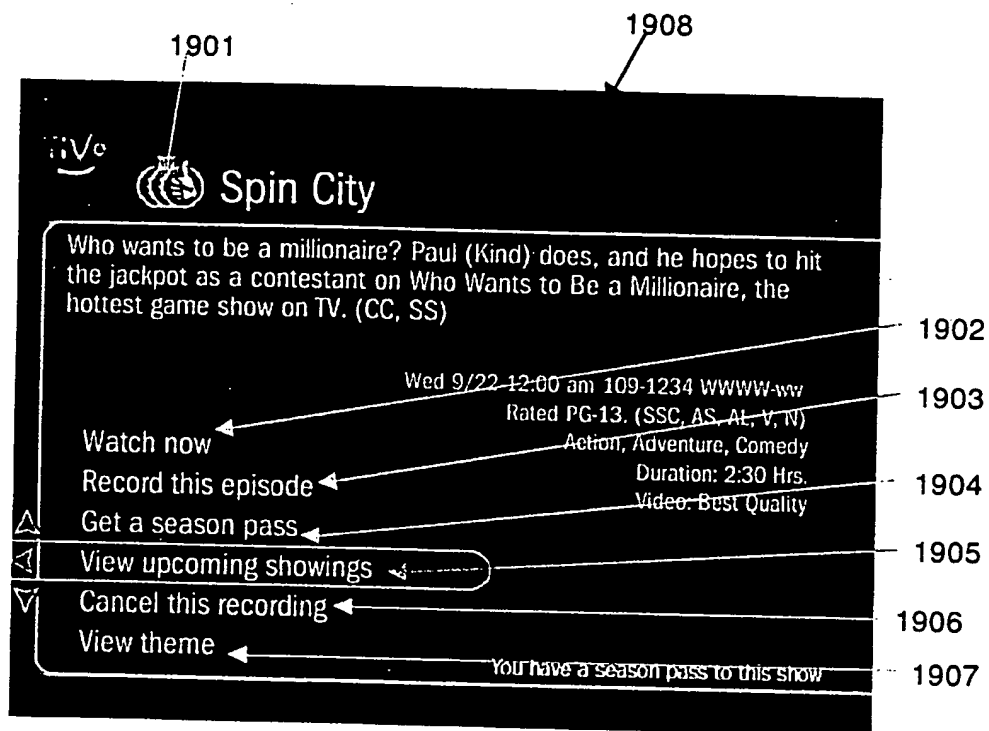 1908
1901
TiVo
Spin City
Who wants to be a millionaire? Paul (Kind) does, and he hopes to hit
the jackpot as a contestant on Who Wants to Be a Millionaire, the
hottest game show on TV. (CC, SS)
1902
Wed 9/22 12:00 am 109-1234 WWWW-ww
1903
Rated PG-13. (SSC, AS, AL, V, N)
Watch now
Action, Adventure, Comedy
Record this episode
Duration: 2:30 Hrs.
1904
Video: Best Quality
Get a season pass
1905
View upcoming showings
Cancel this recording
1906
View theme
You have a season pass to this show
1907